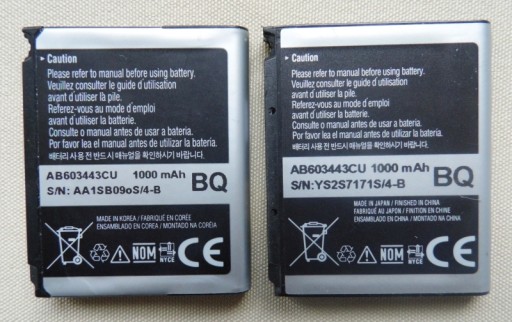 Caution
Please refer to manual before using battery.
Veuillez consulter le guide d'utilisation
avant d'utiliser la pile.
Referez-vous au mode d'emploi
avant d'utiliser la batterie.
Consulte o manual antes de usar a bateria.
Por favor lea el manual antes de utilizar la batería.
배터리 사용 전 반드시 매뉴얼을 확인하시기 바랍니다.
AB603443CU 1000 mAh
S/N: AA1SB09oS/4-B
BQ
MADE IN KOREA / FABRIQUÉ EN CORÉE
ENSAMBLADO EN COREA / MONTADO NA CORÉIA
NOM
NYCE
CE
Caution
Please refer to manual before using battery.
Veuillez consulter le guide d'utilisation
avant d'utiliser la pile.
Referez-vous au mode d'emploi
avant d'utiliser la batterie.
Consulte o manual antes de usar a bateria.
Por favor lea el manual antes de utilizar la batería.
배터리 사용 전 반드시 매뉴얼을 확인하시기 바랍니다.
AB603443CU 1000 mAh
S/N:YS2S7171S/4-B
BQ
MADE IN JAPAN / FINISHED IN CHINA
FABRIQUÉ AU JAPON / FINITION EN CHINE
ENSAMBLADO EN CHINA / MONTADO NA CHINA
NOM
NYCE
CE